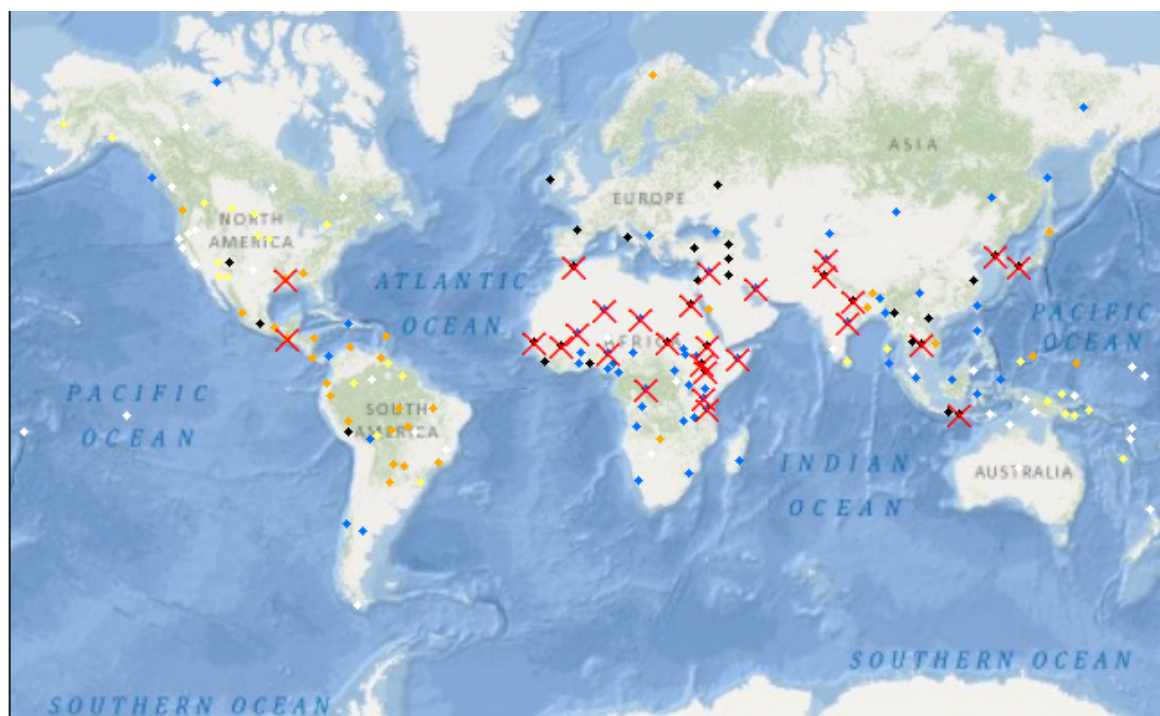 ASIA
EUROPE
NORTH
AMERICA
ATLANTIC
OCEAN
PACIFIC
OCEAN
AFRICA
PACIFIC
OCEAN
SOUTH
AMERICA
INDIAN
OCEAN
AUSTRALIA
SOUTHERN OCEAN
SOUTHERN OCEAN